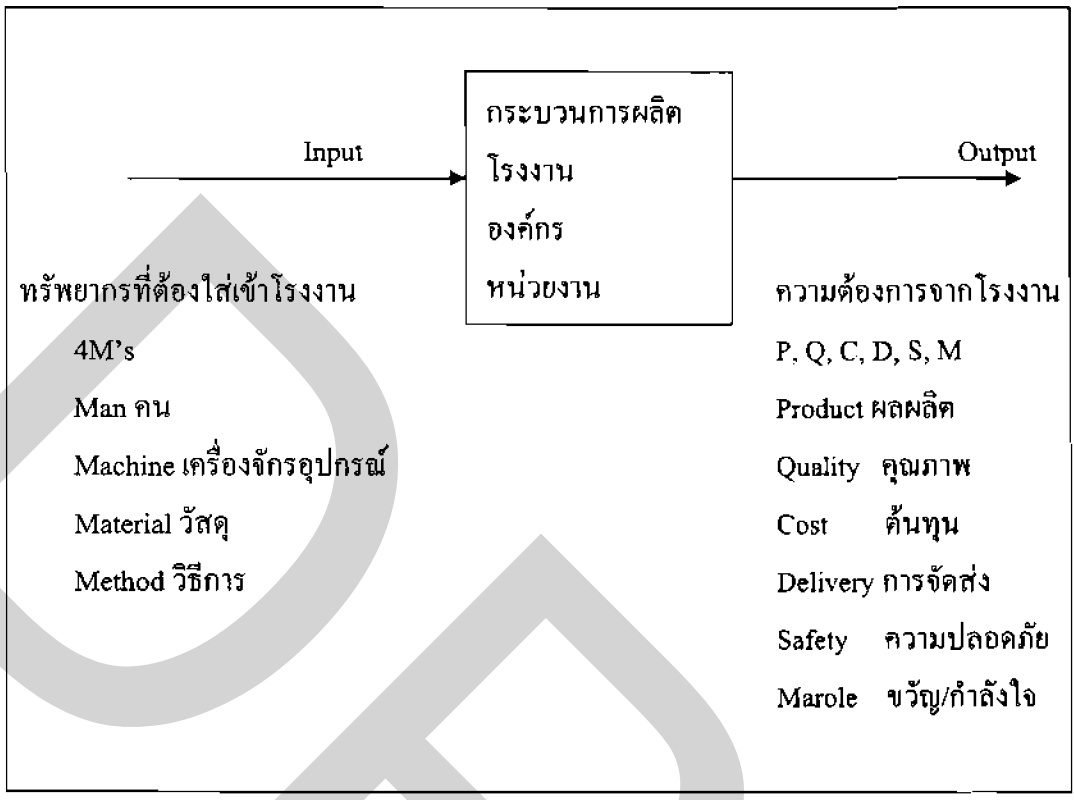 Input
กระบวนการผลิต
โรงงาน
องค์กร
หน่วยงาน
Output
ทรัพยากรที่ต้องใส่เข้าโรงงาน
4M's
Man คน
Machine เครื่องจักรอุปกรณ์
Material วัสดุ
Method วิธีการ
ความต้องการจากโรงงาน
P, Q, C, D, S, M
Product ผลผลิต
Quality คุณภาพ
Cost ต้นทุน
Delivery การจัดส่ง
Safety ความปลอดภัย
Marole ขวัญ/กำลังใจ